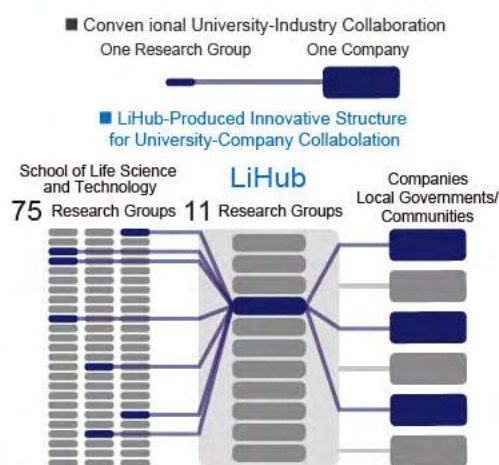 ■ Conven ional University-Industry Collaboration
One Research Group One Company
■ LiHub-Produced Innovative Structure
for University-Company Collabolation
School of Life Science
and Technology
75 Research Groups
LiHub
11 Research Groups
Companies
Local Governments/
Communities